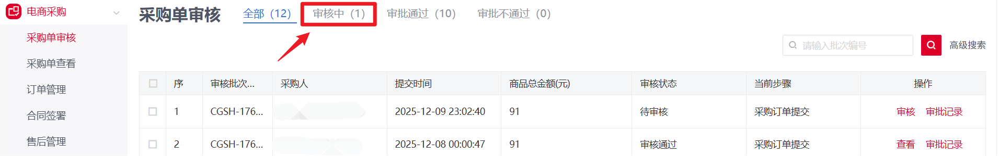 电商采购
采购单审核
采购单查看
订单管理
合同签署
售后管理
采购单审核 全部（12） 审核中（1） 审批通过（10） 审批不通过（0）
请输入批次编号 高级搜索
序 审核批次... 采购人 提交时间 商品总金额(元) 审核状态 当前步骤 操作
1 CGSH-176... 2025-12-09 23:02:40 91 待审核 采购订单提交 审核 审批记录
2 CGSH-176... 2025-12-08 00:00:47 91 审核通过 采购订单提交 查看 审批记录